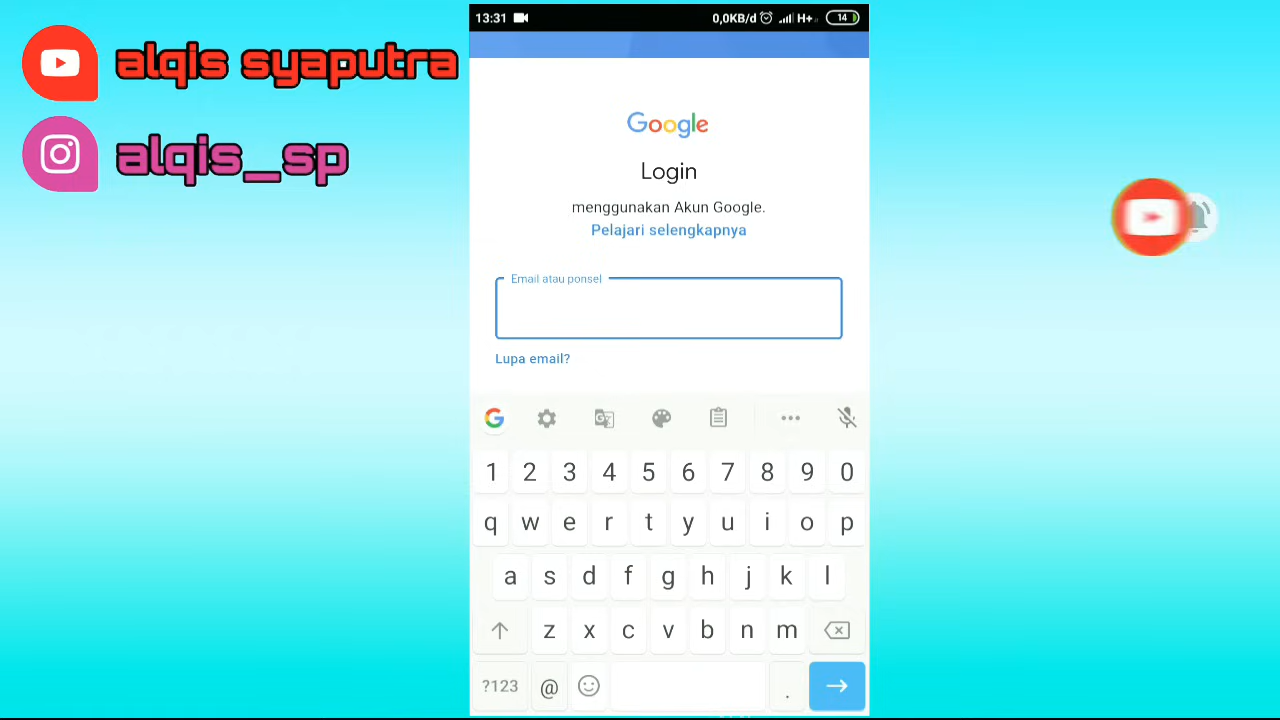 alqis syaputra
alqis_sp
13:31 0,0KB/d H+ 14
Google
Login
menggunakan Akun Google.
Pelajari selengkapnya
Email atau ponsel
Lupa email?
G
1 2 3 4 5 6 7 8 9 0
q w e r t y u i o p
a s d f g h j k l
z x c v b n m
?123 @ .